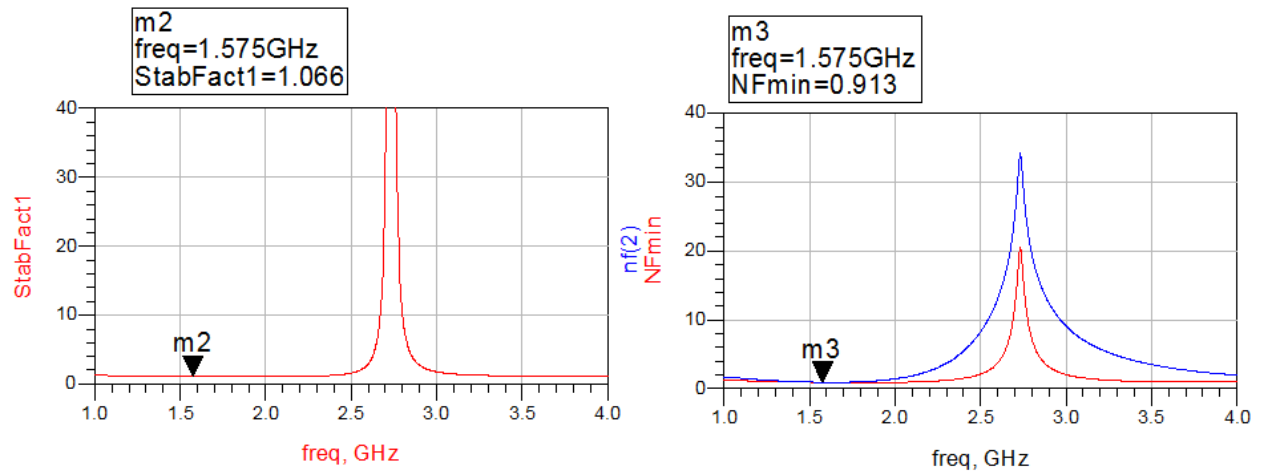 m2
freq=1.575GHz
StabFact1=1.066
40
30
20
10
0
StabFact1
m2
1.0 1.5 2.0 2.5 3.0 3.5 4.0
freq, GHz
m3
freq=1.575GHz
NFmin=0.913
40
30
20
10
0
nf(2)
NFmin
m3
1.0 1.5 2.0 2.5 3.0 3.5 4.0
freq, GHz